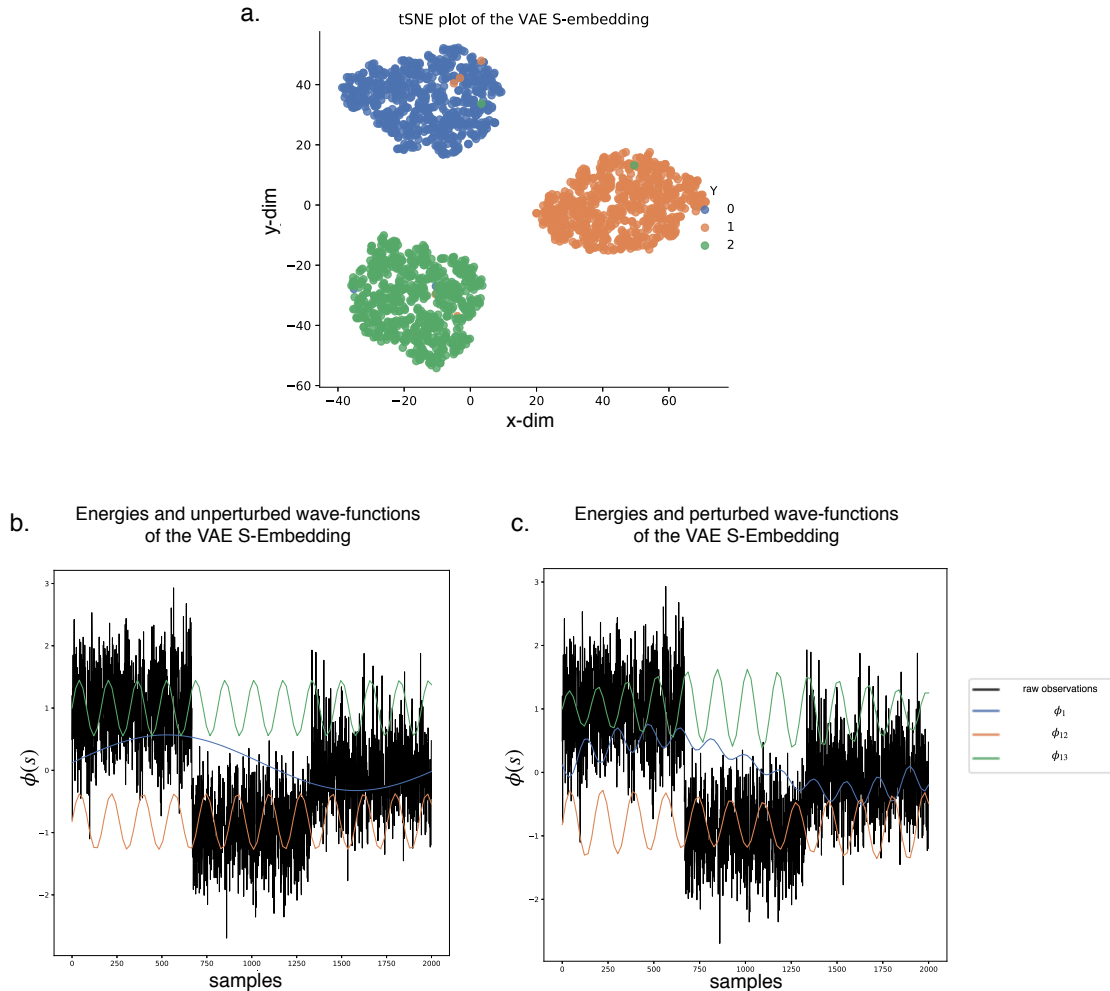 a.
tSNE plot of the VAE S-embedding
40
20
0
−20
−40
−60
y-dim
−40
−20
0
20
40
60
x-dim
Y
0
1
2
b.
Energies and unperturbed wave-functions
of the VAE S-Embedding
3
2
1
0
−1
−2
ϕ(s)
0
250
500
750
1000
1250
1500
1750
2000
samples
c.
Energies and perturbed wave-functions
of the VAE S-Embedding
3
2
1
0
−1
−2
ϕ(s)
0
250
500
750
1000
1250
1500
1750
2000
samples
raw observations
ϕ₁
ϕ₁₂
ϕ₁₃